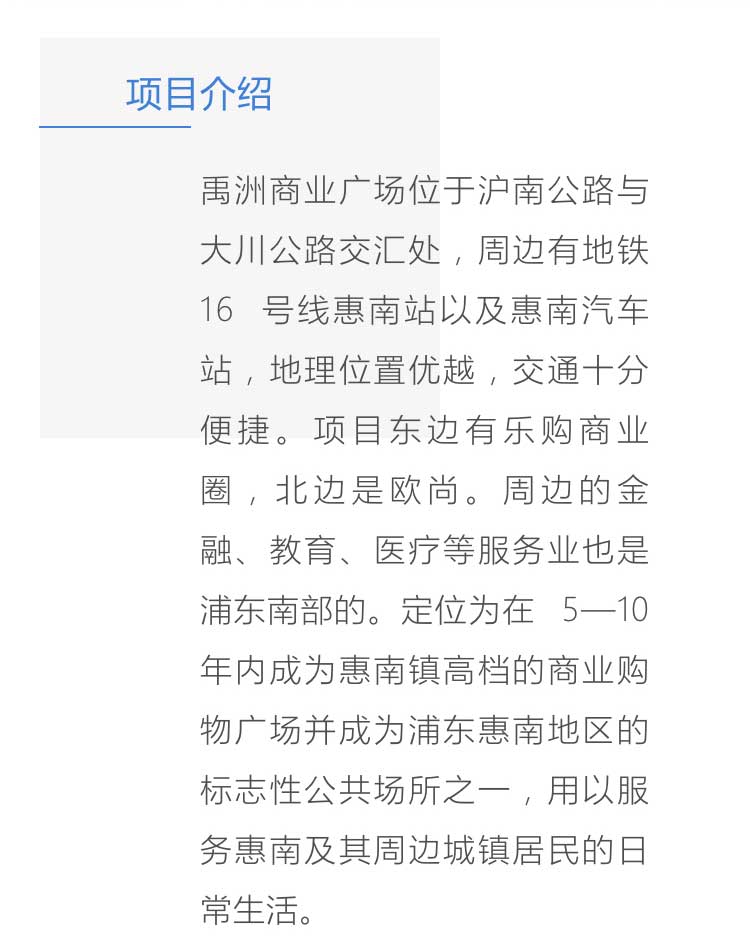 项目介绍
禹洲商业广场位于沪南公路与
大川公路交汇处，周边有地铁
16 号线惠南站以及惠南汽车
站，地理位置优越，交通十分
便捷。项目东边有乐购商业
圈，北边是欧尚。周边的金
融、教育、医疗等服务业也是
浦东南部的。定位为在 5—10
年内成为惠南镇高档的商业购
物广场并成为浦东惠南地区的
标志性公共场所之一，用以服
务惠南及其周边城镇居民的日
常生活。